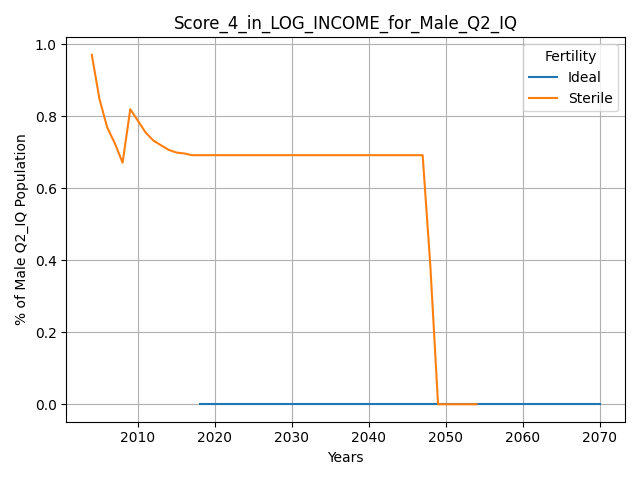 Score_4_in_LOG_INCOME_for_Male_Q2_IQ
Fertility
Ideal
Sterile
% of Male Q2_IQ Population
1.0
0.8
0.6
0.4
0.2
0.0
2010 2020 2030 2040 2050 2060 2070
Years